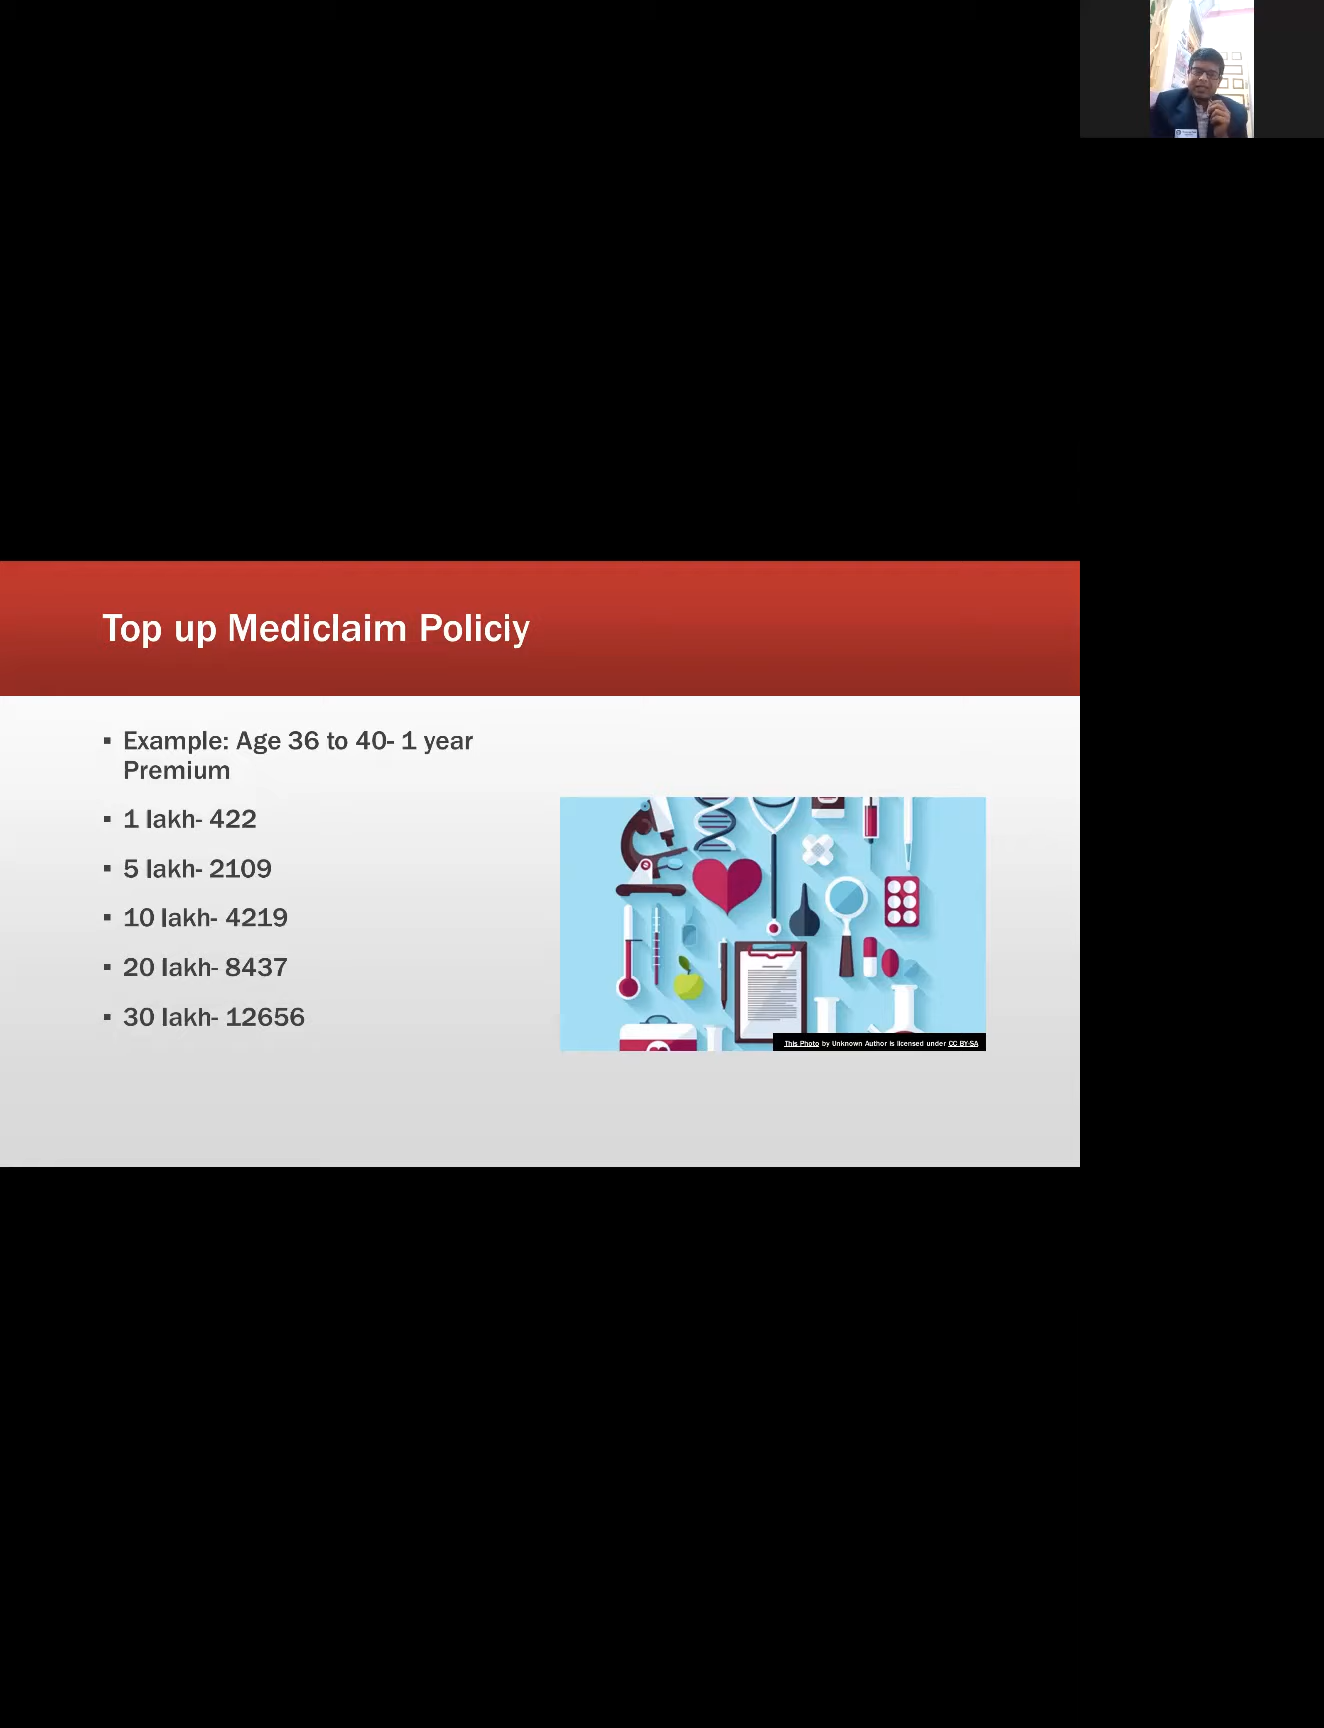 Top up Mediclaim Policiy
▪ Example: Age 36 to 40- 1 year
Premium
▪ 1 lakh- 422
▪ 5 lakh- 2109
▪ 10 lakh- 4219
▪ 20 lakh- 8437
▪ 30 lakh- 12656
This Photo by Unknown Author is licensed under CC BY-SA